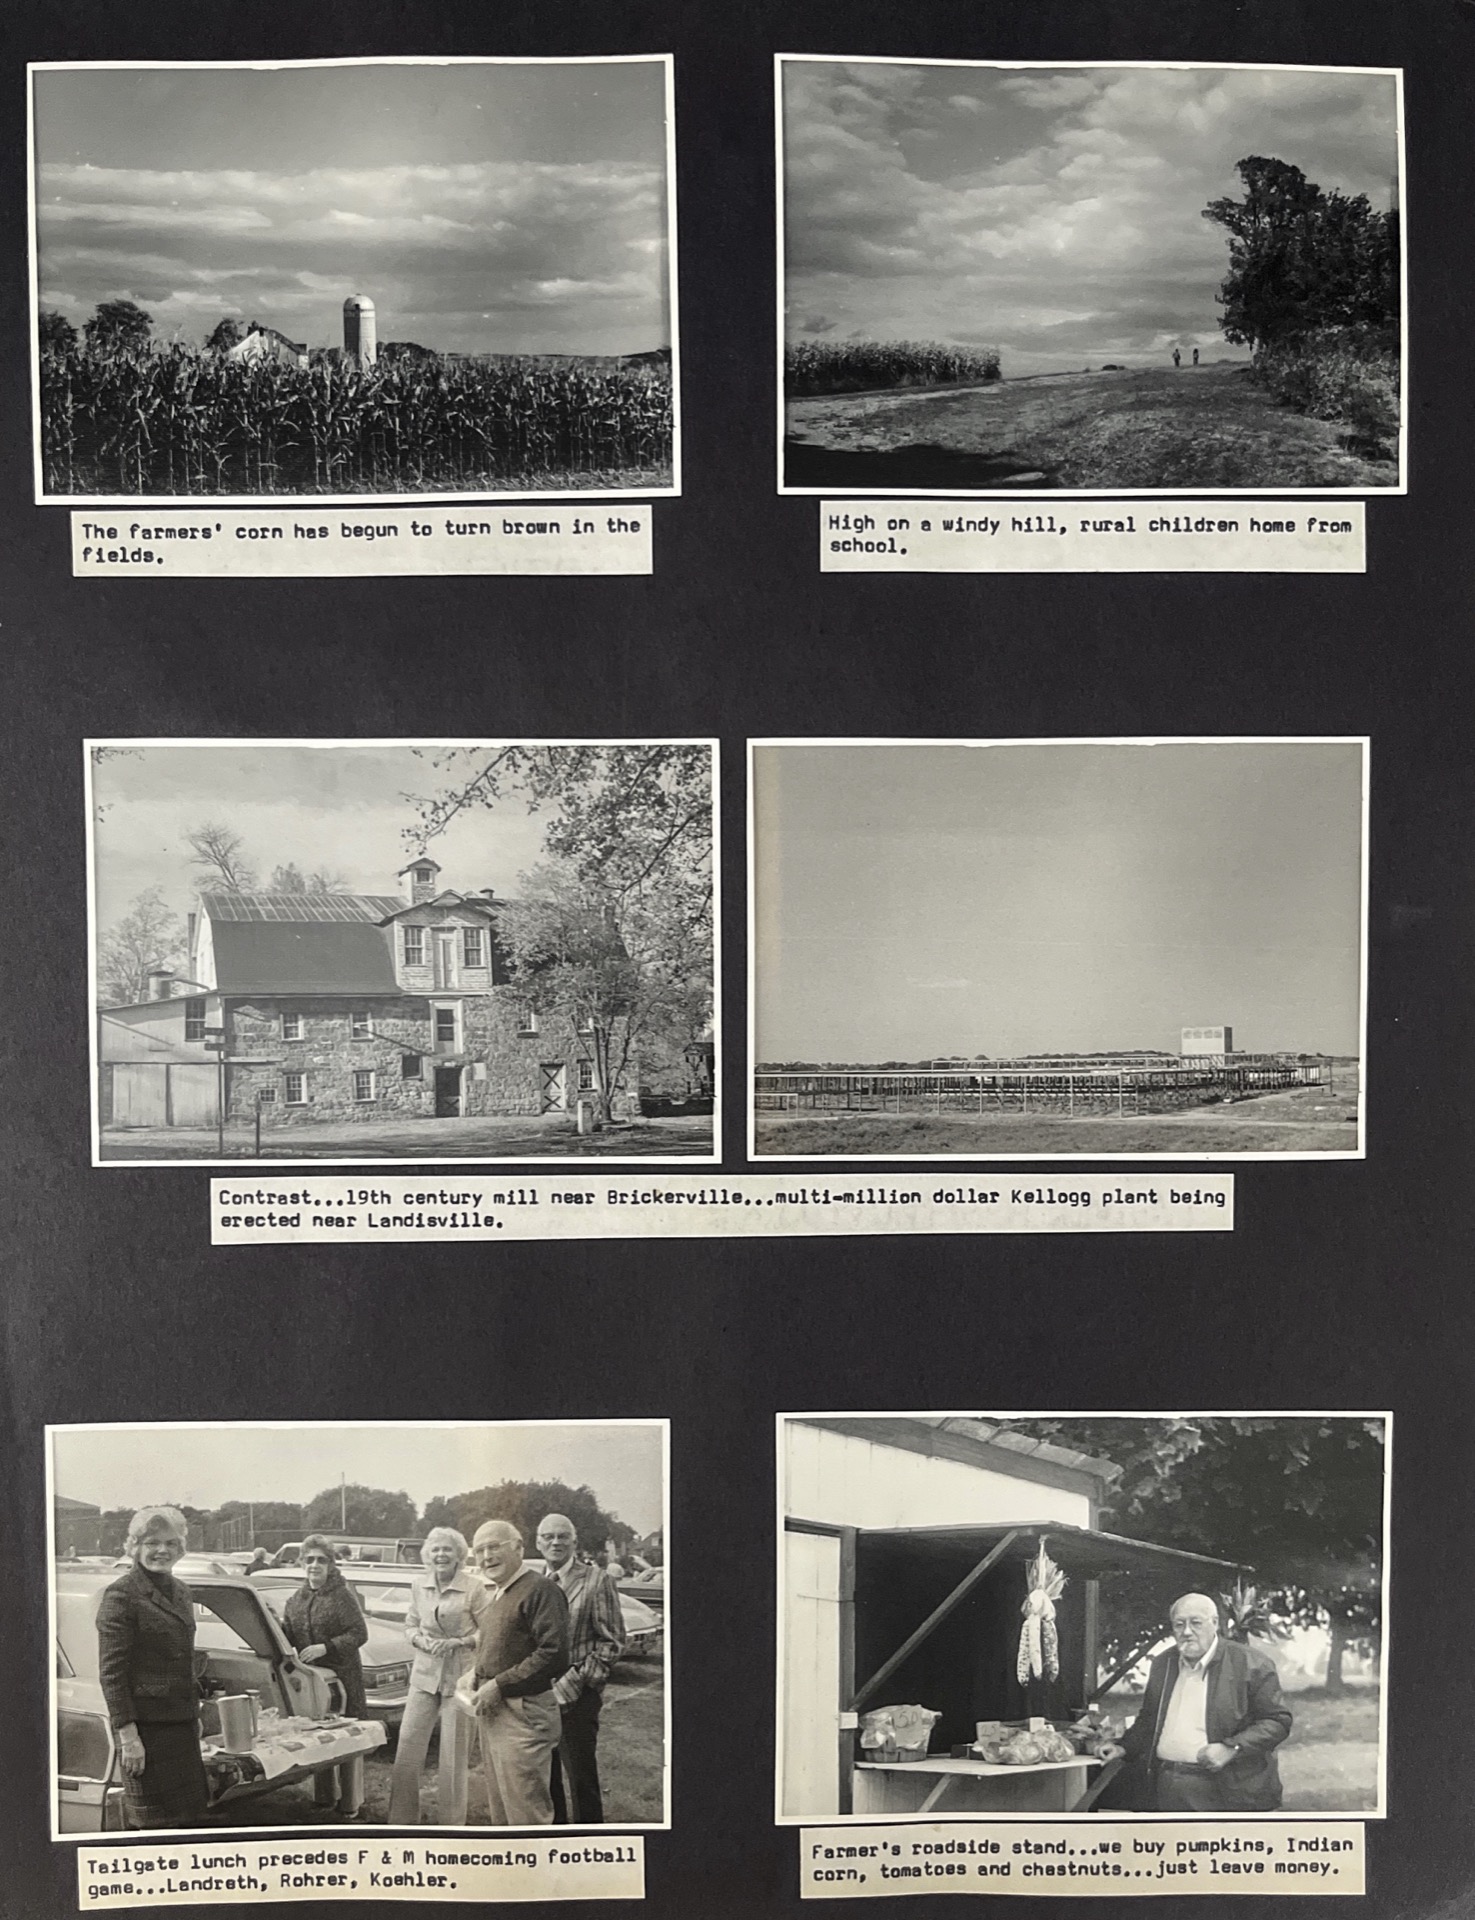 The farmers' corn has begun to turn brown in the
fields.
High on a windy hill, rural children home from
school.
Contrast...19th century mill near Brickerville...multi-million dollar Kellogg plant being
erected near Landisville.
Tailgate lunch precedes F & M homecoming football
game...Landreth, Rohrer, Koehler.
Farmer's roadside stand...we buy pumpkins, Indian
corn, tomatoes and chestnuts...just leave money.